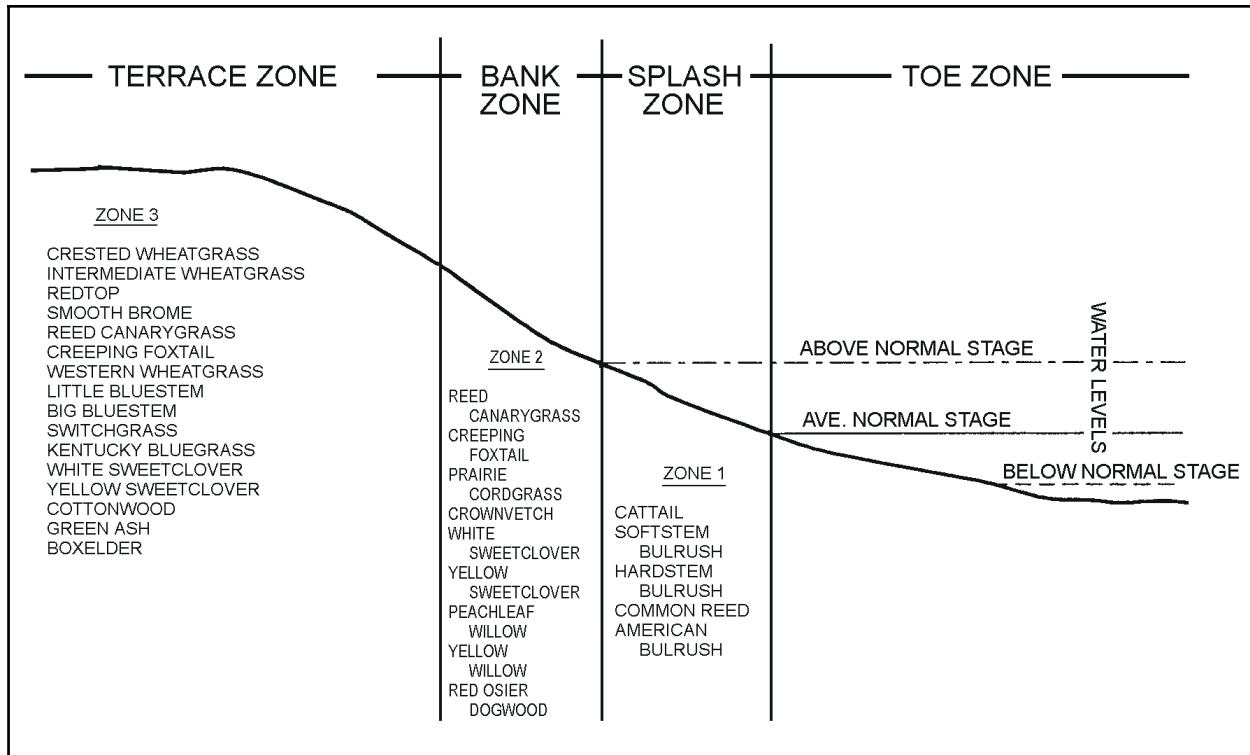 TERRACE ZONE
BANK
ZONE
SPLASH
ZONE
TOE ZONE
ZONE 3
CRESTED WHEATGRASS
INTERMEDIATE WHEATGRASS
REDTOP
SMOOTH BROME
REED CANARYGRASS
CREEPING FOXTAIL
WESTERN WHEATGRASS
LITTLE BLUESTEM
BIG BLUESTEM
SWITCHGRASS
KENTUCKY BLUEGRASS
WHITE SWEETCLOVER
YELLOW SWEETCLOVER
COTTONWOOD
GREEN ASH
BOXELDER
ZONE 2
REED
CANARYGRASS
CREEPING
FOXTAIL
PRAIRIE
CORDGRASS
CROWNVETCH
WHITE
SWEETCLOVER
YELLOW
SWEETCLOVER
PEACHLEAF
WILLOW
YELLOW
WILLOW
RED OSIER
DOGWOOD
ZONE 1
CATTAIL
SOFTSTEM
BULRUSH
HARDSTEM
BULRUSH
COMMON REED
AMERICAN
BULRUSH
ABOVE NORMAL STAGE
AVE. NORMAL STAGE
BELOW NORMAL STAGE
WATER LEVELS